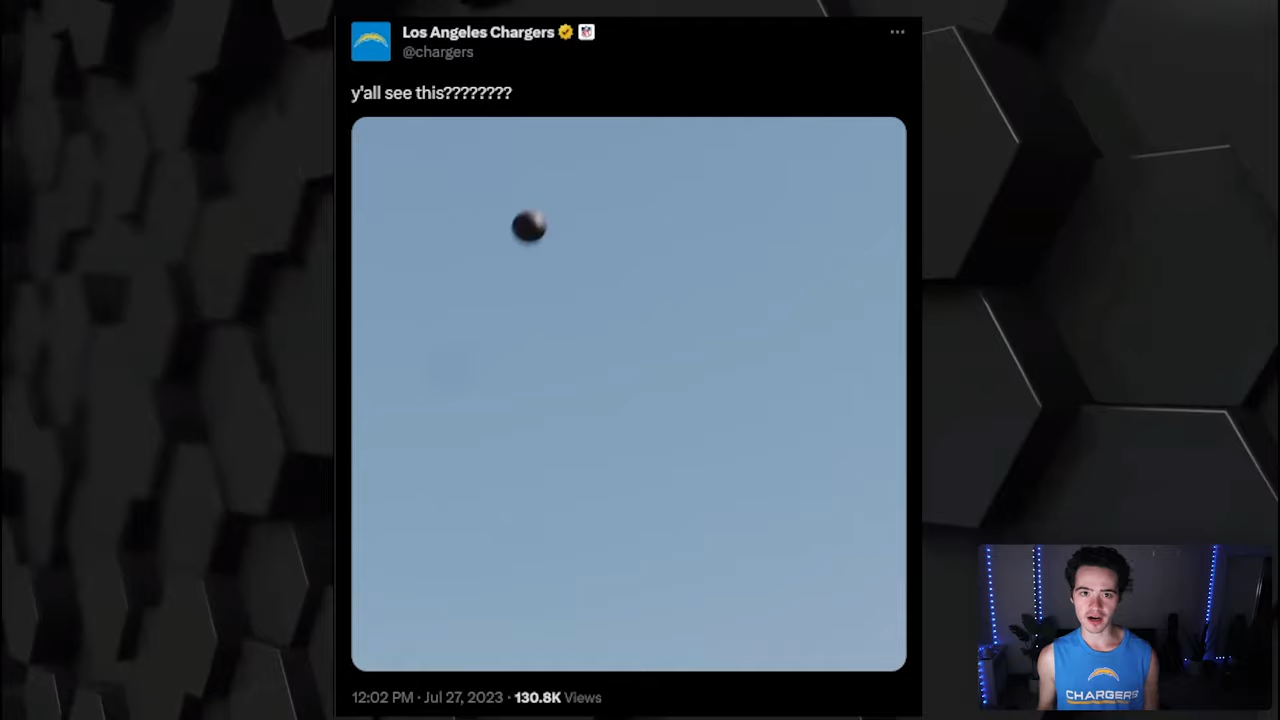 Los Angeles Chargers
@chargers
y'all see this????????
12:02 PM · Jul 27, 2023 · 130.8K Views
CHARGERS